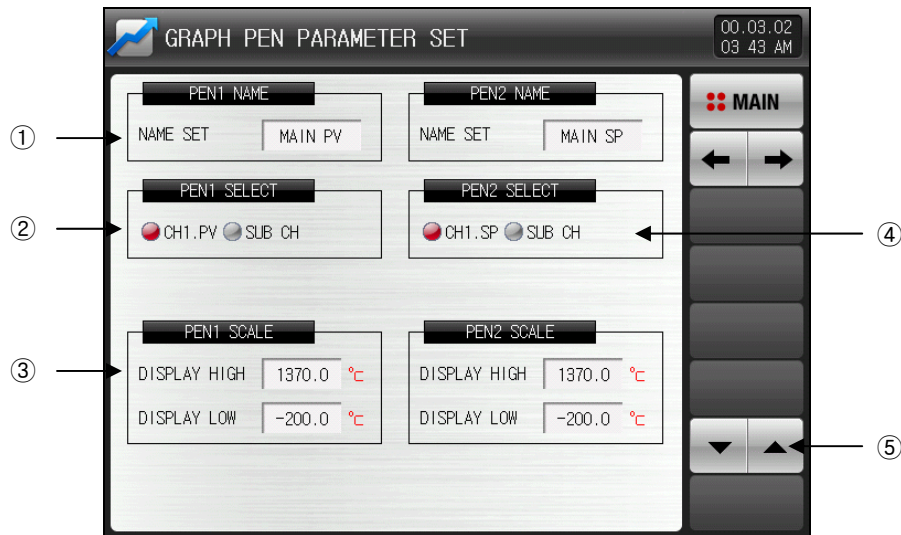 GRAPH PEN PARAMETER SET
00.03.02
03 43 AM
PEN1 NAME
PEN2 NAME
MAIN
① NAME SET MAIN PV
NAME SET MAIN SP
PEN1 SELECT
PEN2 SELECT
② CH1.PV SUB CH
CH1.SP SUB CH ④
PEN1 SCALE
PEN2 SCALE
③ DISPLAY HIGH 1370.0 ℃
DISPLAY HIGH 1370.0 ℃
DISPLAY LOW -200.0 ℃
DISPLAY LOW -200.0 ℃
⑤